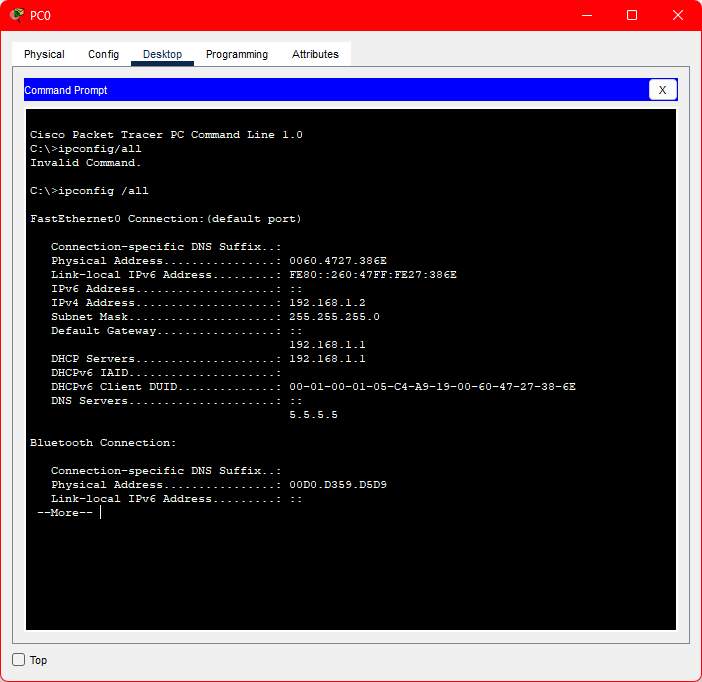 PC0
Physical Config Desktop Programming Attributes
Command Prompt
X
Cisco Packet Tracer PC Command Line 1.0
C:\>ipconfig/all
Invalid Command.
C:\>ipconfig /all
FastEthernet0 Connection:(default port)
Connection-specific DNS Suffix..:
Physical Address................: 0060.4727.386E
Link-local IPv6 Address.........: FE80::260:47FF:FE27:386E
IPv6 Address....................: ::
IPv4 Address....................: 192.168.1.2
Subnet Mask.....................: 255.255.255.0
Default Gateway.................: ::
192.168.1.1
DHCP Servers....................: 192.168.1.1
DHCPv6 IAID.....................:
DHCPv6 Client DUID..............: 00-01-00-01-05-C4-A9-19-00-60-47-27-38-6E
DNS Servers.....................: ::
5.5.5.5
Bluetooth Connection:
Connection-specific DNS Suffix..:
Physical Address................: 00D0.D359.D5D9
Link-local IPv6 Address.........: ::
--More--
Top